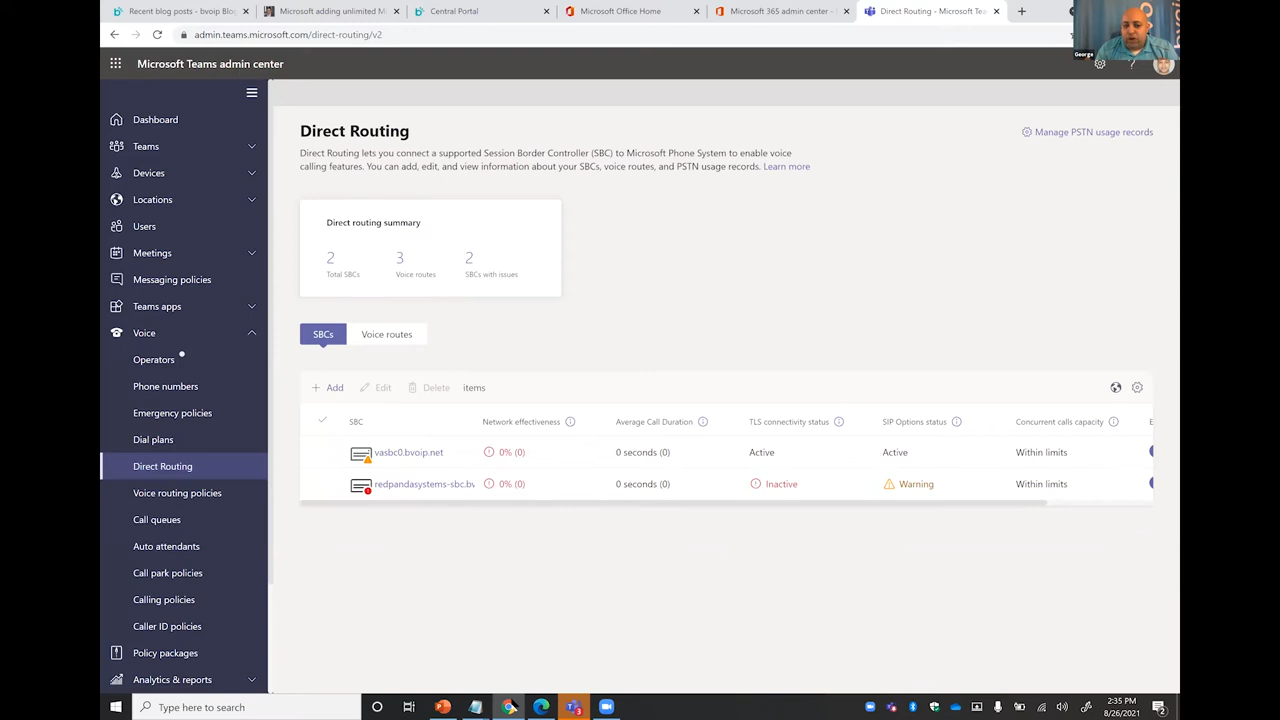 Recent blog posts - bvoip Blog
Microsoft adding unlimited M
Central Portal
Microsoft Office Home
Microsoft 365 admin center -
Direct Routing - Microsoft Team
admin.teams.microsoft.com/direct-routing/v2
George
Microsoft Teams admin center
Dashboard
Teams
Devices
Locations
Users
Meetings
Messaging policies
Teams apps
Voice
Operators
Phone numbers
Emergency policies
Dial plans
Direct Routing
Voice routing policies
Call queues
Auto attendants
Call park policies
Calling policies
Caller ID policies
Policy packages
Analytics & reports
Direct Routing
Manage PSTN usage records
Direct Routing lets you connect a supported Session Border Controller (SBC) to Microsoft Phone System to enable voice
calling features. You can add, edit, and view information about your SBCs, voice routes, and PSTN usage records. Learn more
Direct routing summary
2 3 2
Total SBCs Voice routes SBCs with issues
SBCs Voice routes
+ Add Edit Delete items
SBC Network effectiveness Average Call Duration TLS connectivity status SIP Options status Concurrent calls capacity E
vasbc0.bvoip.net 0% (0) 0 seconds (0) Active Active Within limits
redpandasystems-sbc.bv 0% (0) 0 seconds (0) Inactive Warning Within limits
Type here to search
3
2:35 PM
8/26/2021
2